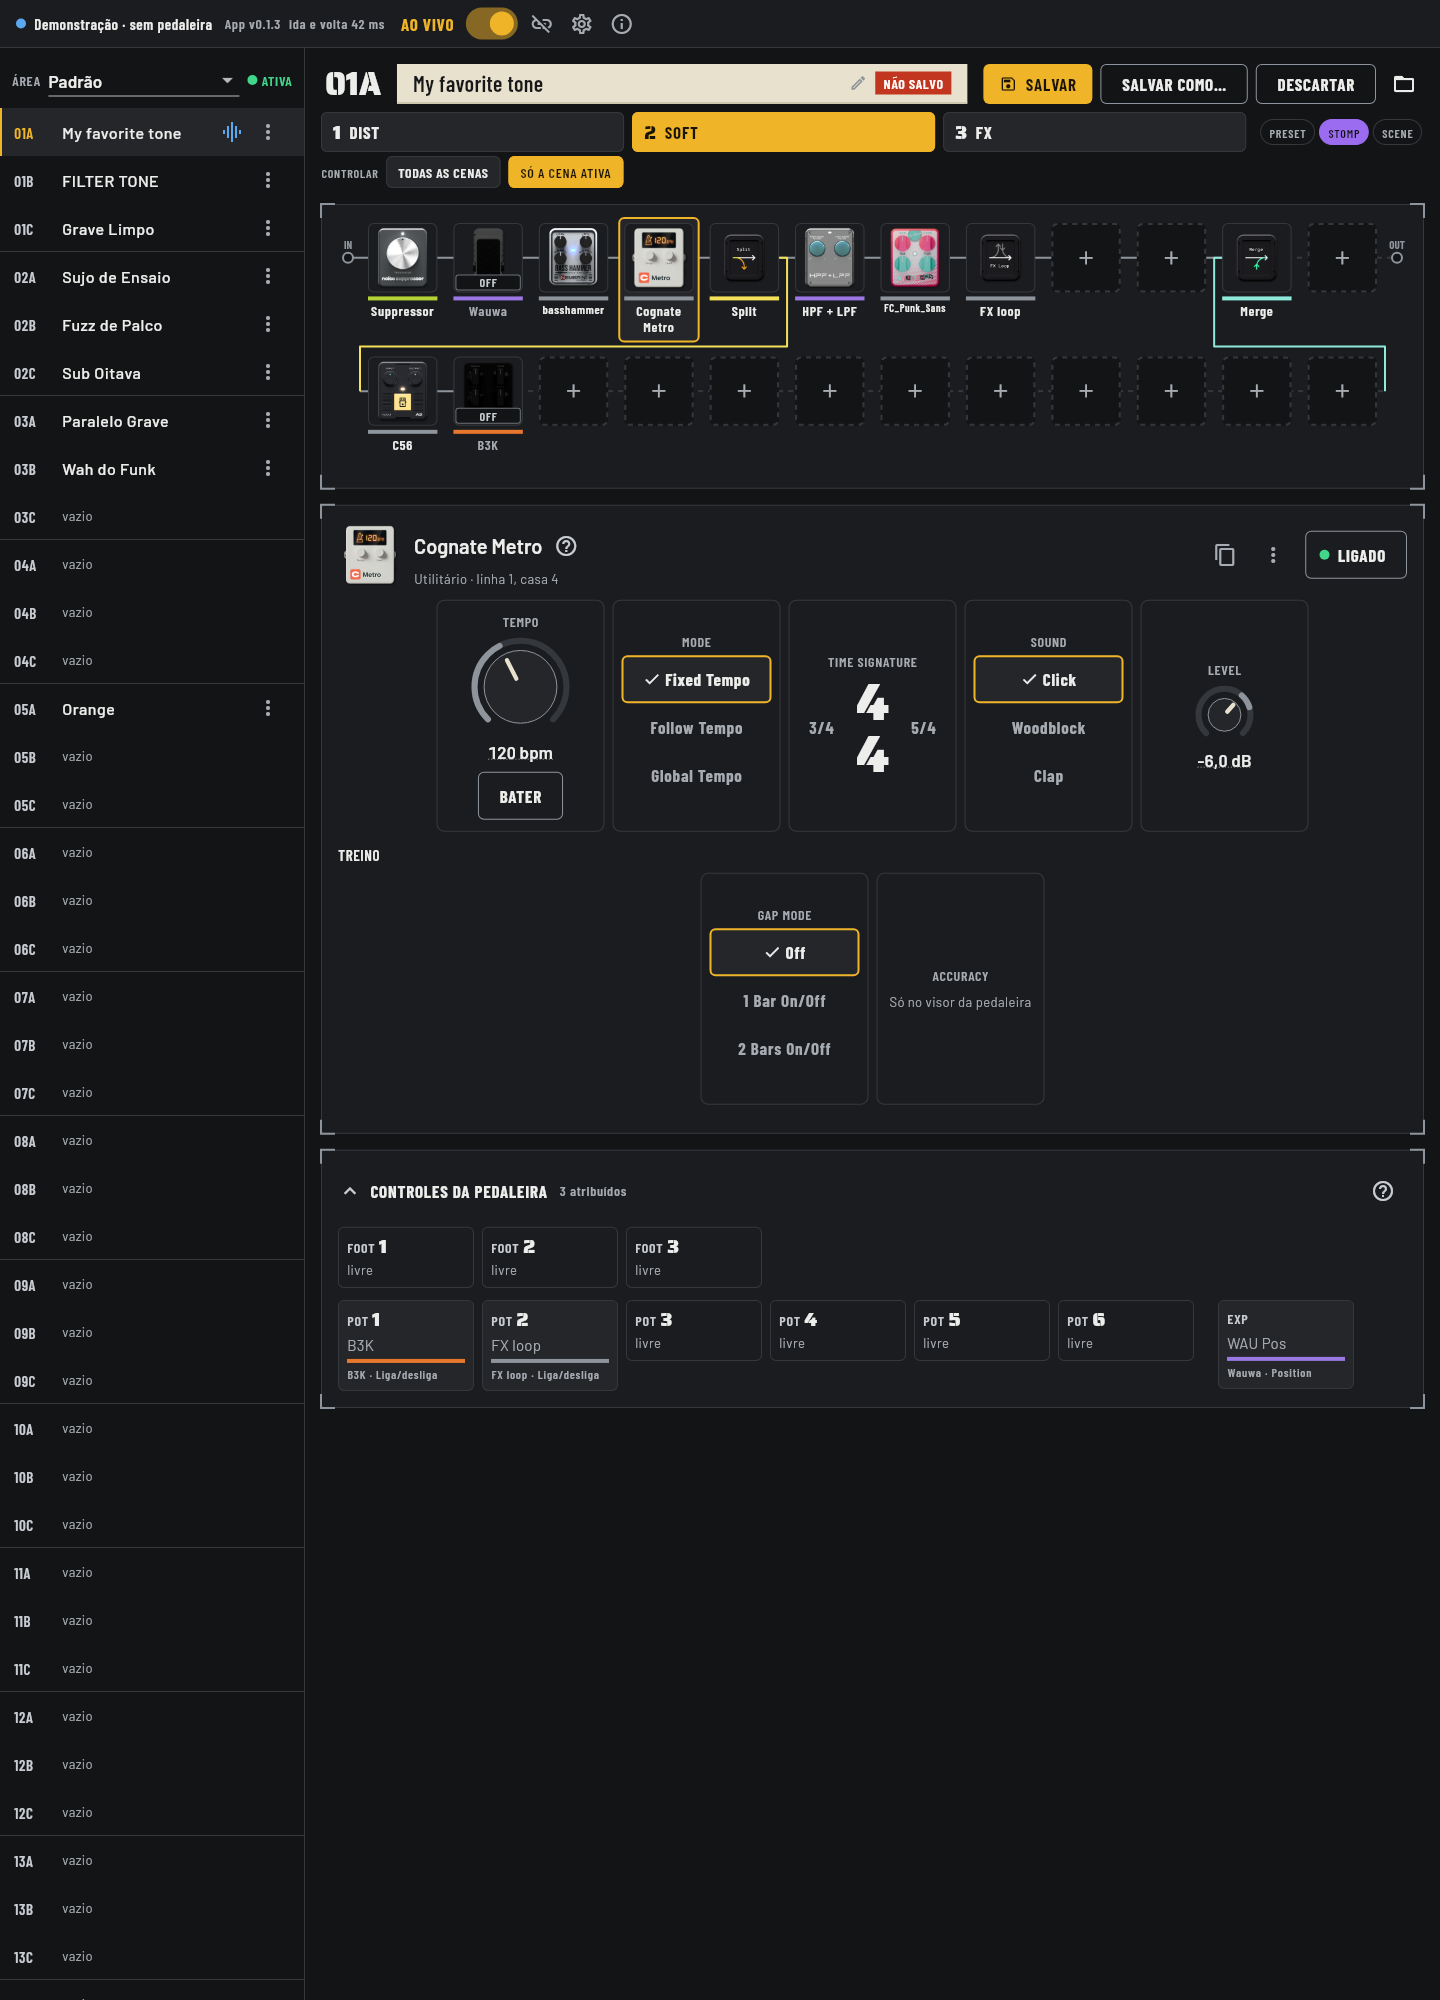 Demonstração · sem pedaleira App v0.1.3 Ida e volta 42 ms AO VIVO
ÁREA Padrão ATIVA
01A My favorite tone
01B FILTER TONE
01C Grave Limpo
02A Sujo de Ensaio
02B Fuzz de Palco
02C Sub Oitava
03A Paralelo Grave
03B Wah do Funk
03C vazio
04A vazio
04B vazio
04C vazio
05A Orange
05B vazio
05C vazio
06A vazio
06B vazio
06C vazio
07A vazio
07B vazio
07C vazio
08A vazio
08B vazio
08C vazio
09A vazio
09B vazio
09C vazio
10A vazio
10B vazio
10C vazio
11A vazio
11B vazio
11C vazio
12A vazio
12B vazio
12C vazio
13A vazio
13B vazio
13C vazio
01A My favorite tone NÃO SALVO SALVAR SALVAR COMO... DESCARTAR
1 DIST 2 SOFT 3 FX PRESET STOMP SCENE
CONTROLAR TODAS AS CENAS SÓ A CENA ATIVA
IN OUT
OFF 120 Metro Split HPF+LPF FX Loop Merge
Suppressor Wauwa basshammer Cognate Metro Split HPF + LPF FC_Punk_Sans FX loop Merge
OFF
C56 B3K
120 Metro
Cognate Metro
Utilitário · linha 1, casa 4
LIGADO
TEMPO
120 bpm
BATER
MODE
Fixed Tempo
Follow Tempo
Global Tempo
TIME SIGNATURE
3/4 4 4 5/4
SOUND
Click
Woodblock
Clap
LEVEL
-6,0 dB
TREINO
GAP MODE
Off
1 Bar On/Off
2 Bars On/Off
ACCURACY
Só no visor da pedaleira
CONTROLES DA PEDALEIRA 3 atribuídos
FOOT 1 FOOT 2 FOOT 3
livre livre livre
POT 1 POT 2 POT 3 POT 4 POT 5 POT 6 EXP
B3K FX loop livre livre livre livre WAU Pos
B3K · Liga/desliga FX loop · Liga/desliga Wauwa · Position